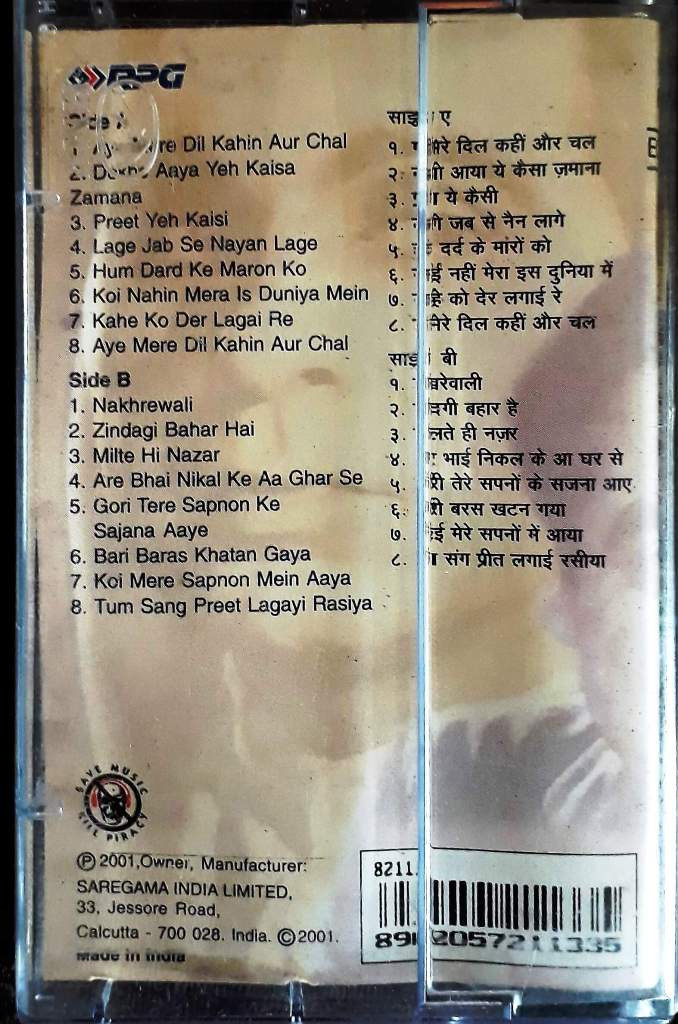 RPG
Side A
re Dil Kahin Aur Chal
2. Aaya Yeh Kaisa
Zamana
3. Preet Yeh Kaisi
4. Lage Jab Se Nayan Lage
5. Hum Dard Ke Maron Ko
6. Koi Nahin Mera Is Duniya Mein
7. Kahe Ko Der Lagai Re
8. Aye Mere Dil Kahin Aur Chal
Side B
1. Nakhrewali
2. Zindagi Bahar Hai
3. Milte Hi Nazar
4. Are Bhai Nikal Ke Aa Ghar Se
5. Gori Tere Sapnon Ke
Sajana Aaye
6. Bari Baras Khatan Gaya
7. Koi Mere Sapnon Mein Aaya
8. Tum Sang Preet Lagayi Rasiya
साइड ए
१. मेरे दिल कहीं और चल
२. आया ये कैसा ज़माना
३. ये कैसी
४. जब से नैन लागे
५. दर्द के मारों को
६. नहीं मेरा इस दुनिया में
७. को देर लगाई रे
८. मेरे दिल कहीं और चल
साइड बी
१. खरेवाली
२. दगी बहार है
३. लते ही नज़र
४. भाई निकल के आ घर से
५. री तेरे सपनों के सजना आए
६. री बरस खटन गया
७. ई मेरे सपनों में आया
८. संग प्रीत लगाई रसीया
SAVE MUSIC
KILL PIRACY
Ⓟ 2001,Owner, Manufacturer:
SAREGAMA INDIA LIMITED,
33, Jessore Road,
Calcutta - 700 028. India. © 2001.
Made in India
8211
89 2057211335